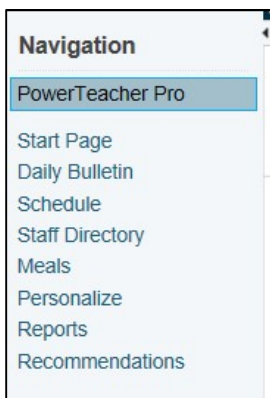 Navigation
PowerTeacher Pro
Start Page
Daily Bulletin
Schedule
Staff Directory
Meals
Personalize
Reports
Recommendations